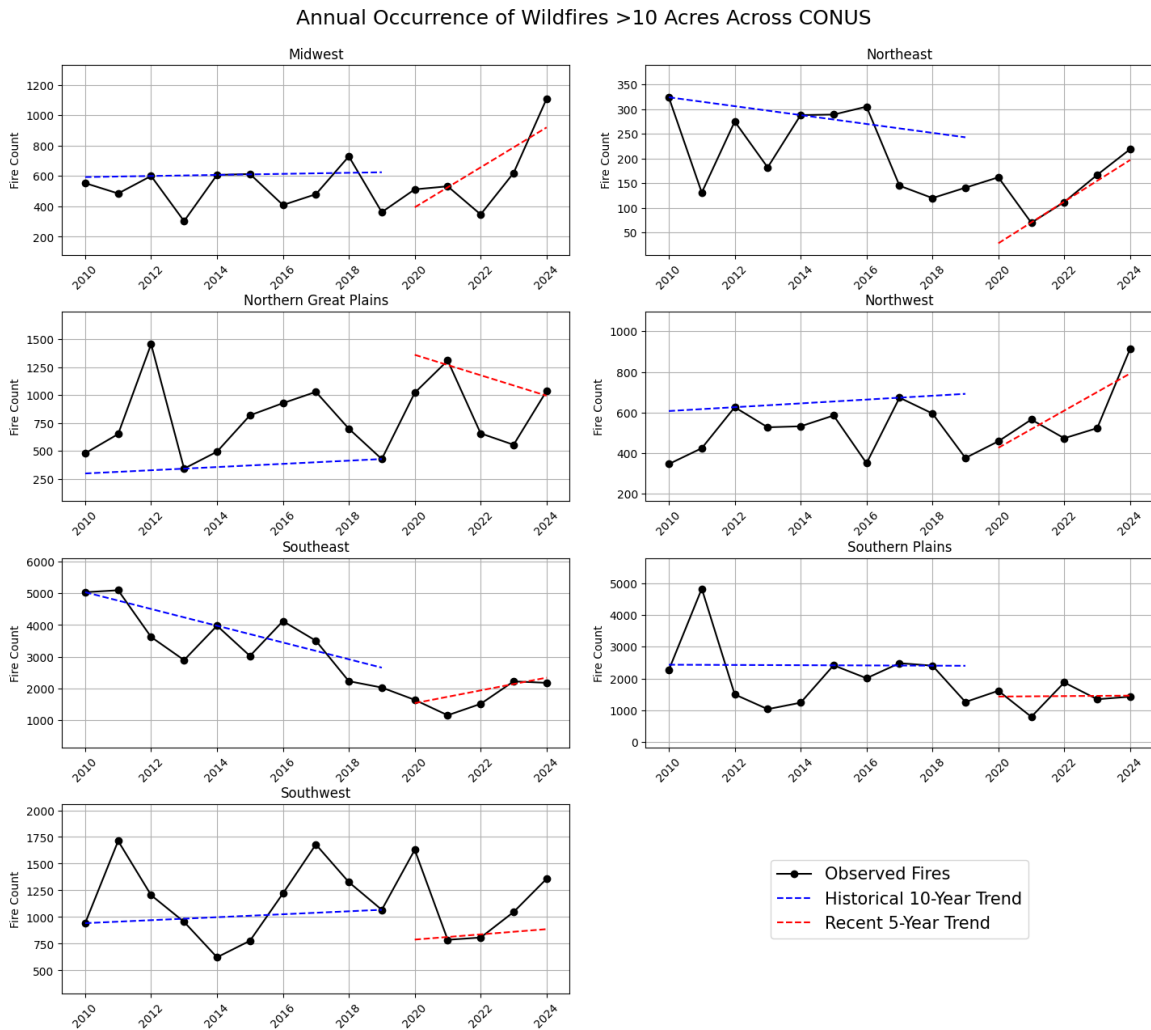 Annual Occurrence of Wildfires >10 Acres Across CONUS
Midwest
Fire Count
1200
1000
800
600
400
200
2010 2012 2014 2016 2018 2020 2022 2024
Northeast
Fire Count
350
300
250
200
150
100
50
2010 2012 2014 2016 2018 2020 2022 2024
Northern Great Plains
Fire Count
1500
1250
1000
750
500
250
2010 2012 2014 2016 2018 2020 2022 2024
Northwest
Fire Count
1000
800
600
400
200
2010 2012 2014 2016 2018 2020 2022 2024
Southeast
Fire Count
6000
5000
4000
3000
2000
1000
2010 2012 2014 2016 2018 2020 2022 2024
Southern Plains
Fire Count
5000
4000
3000
2000
1000
0
2010 2012 2014 2016 2018 2020 2022 2024
Southwest
Fire Count
2000
1750
1500
1250
1000
750
500
2010 2012 2014 2016 2018 2020 2022 2024
Observed Fires
Historical 10-Year Trend
Recent 5-Year Trend